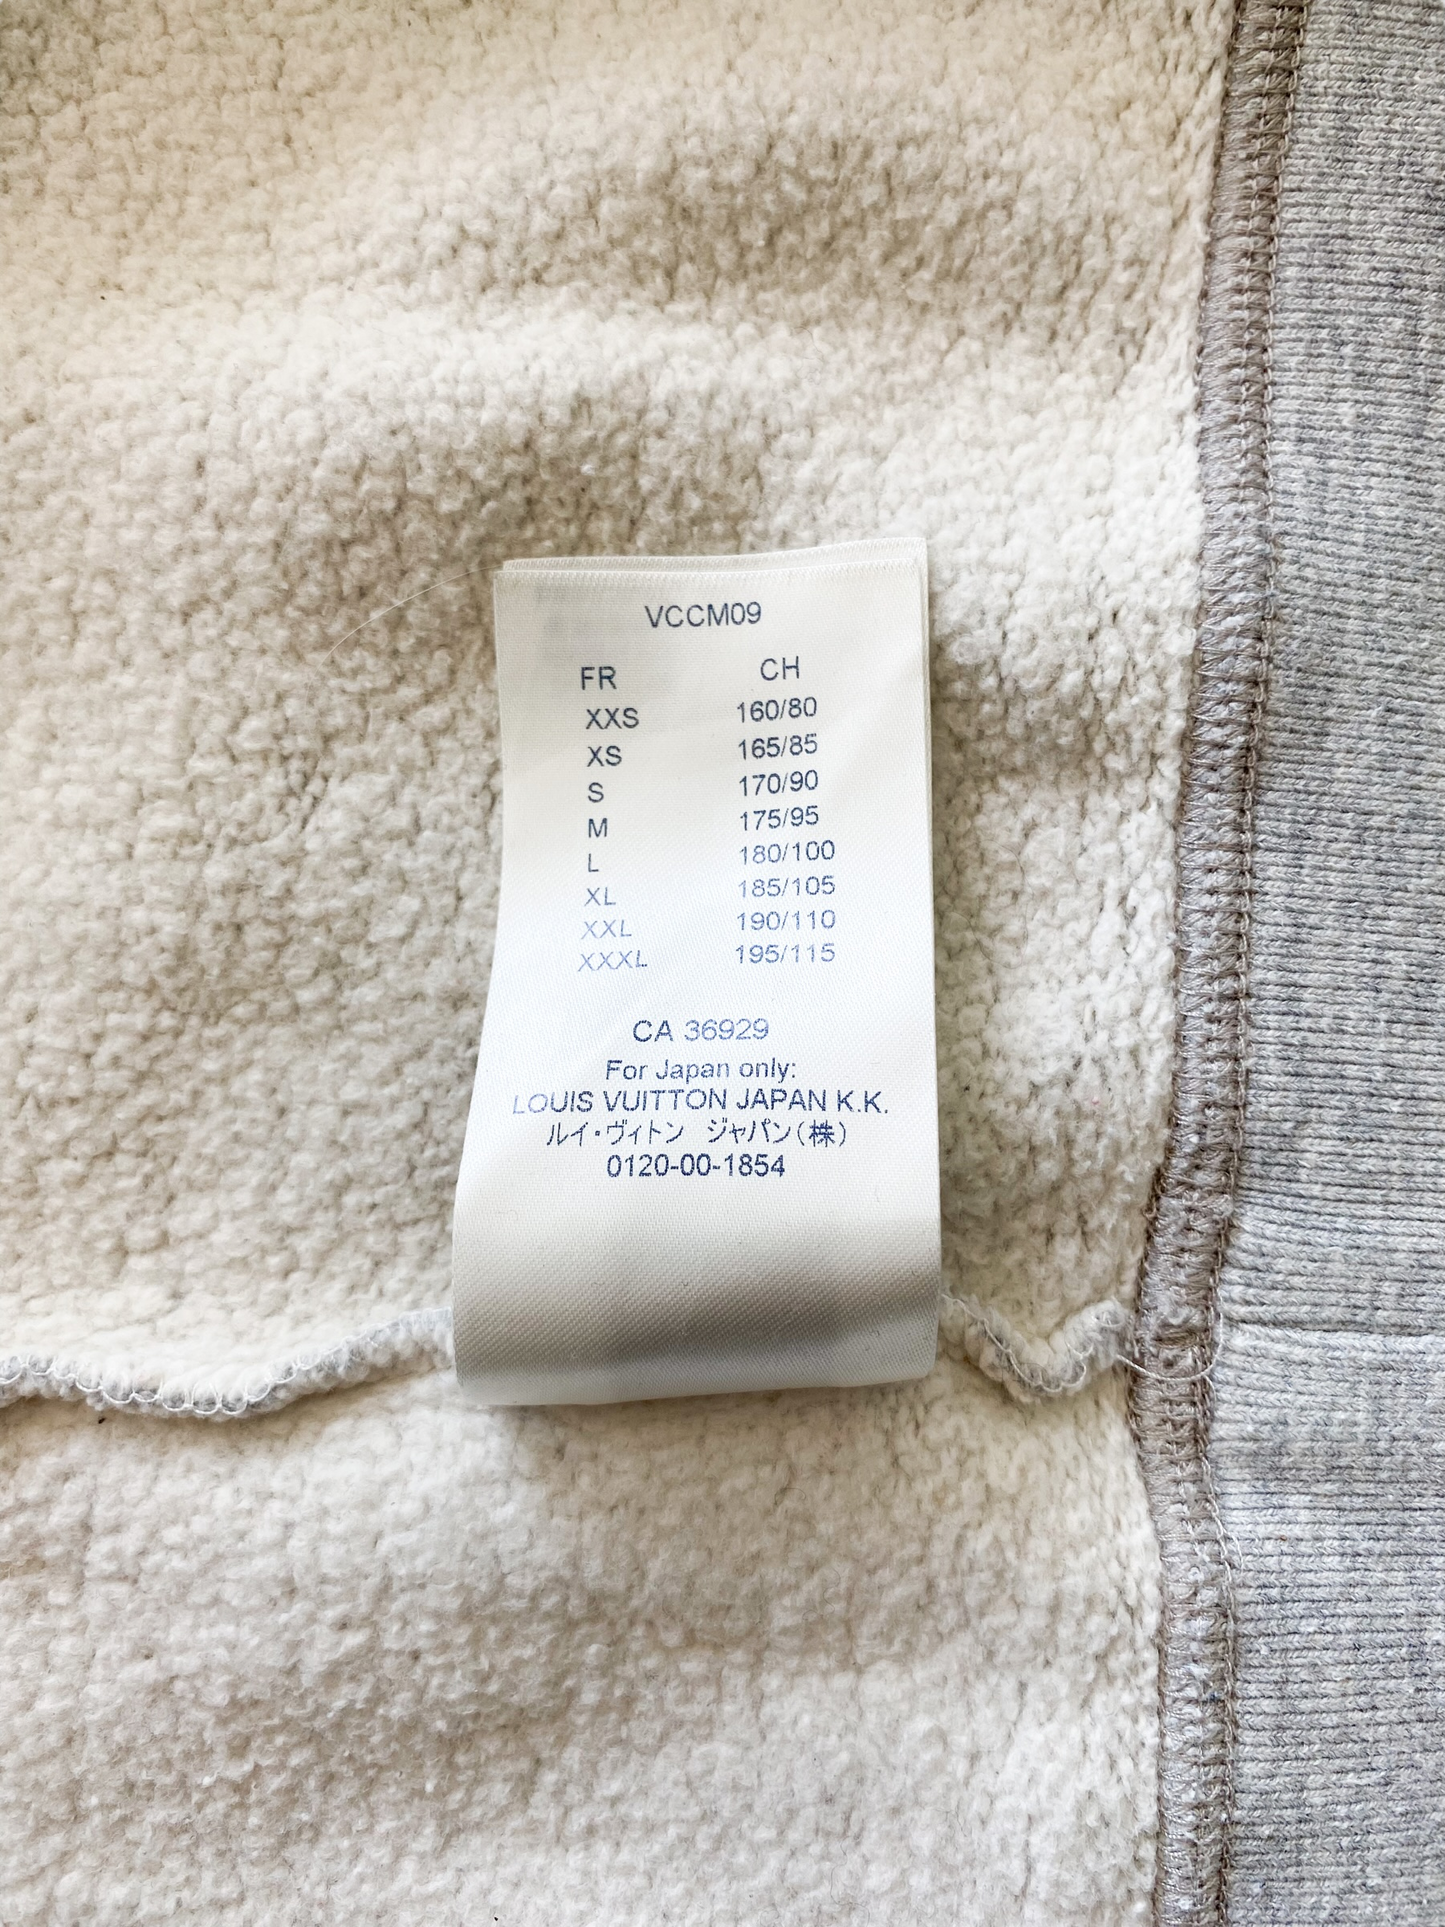 VCCM09
FR CH
XXS 160/80
XS 165/85
S 170/90
M 175/95
L 180/100
XL 185/105
XXL 190/110
XXXL 195/115
CA 36929
For Japan only:
LOUIS VUITTON JAPAN K.K.
ルイ・ヴィトン ジャパン(株)
0120-00-1854